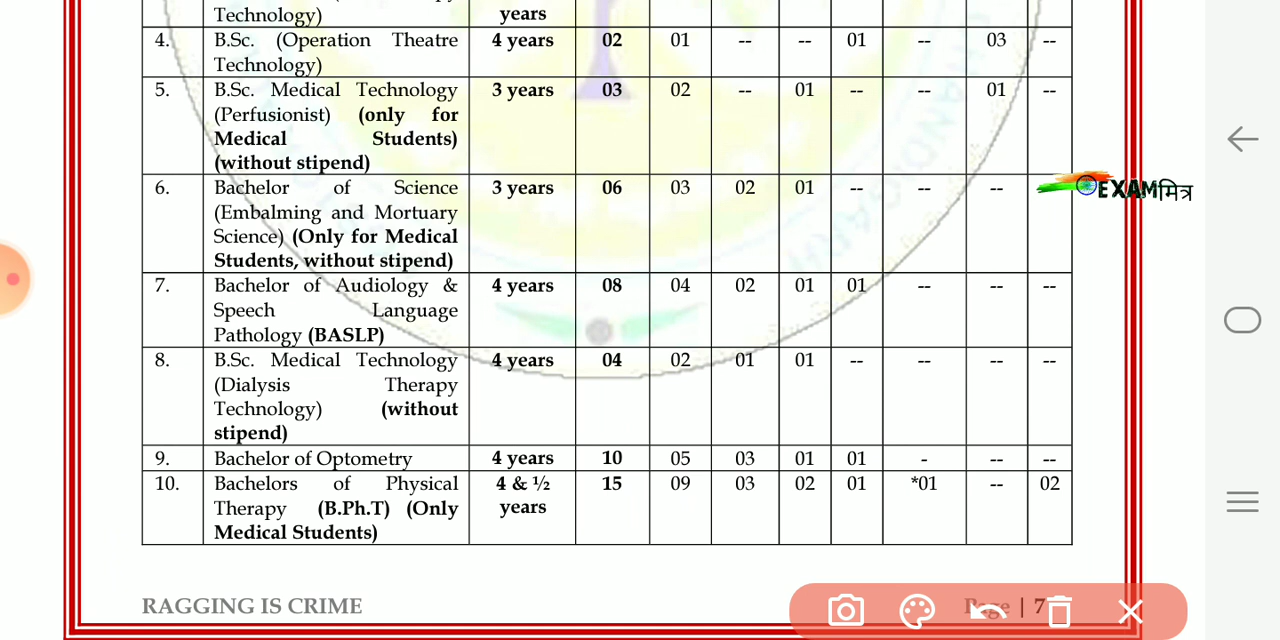 Technology) years
4. B.Sc. (Operation Theatre 4 years 02 01 -- -- 01 -- 03 --
Technology)
5. B.Sc. Medical Technology 3 years 03 02 -- 01 -- -- 01 --
(Perfusionist) (only for
Medical Students)
(without stipend)
6. Bachelor of Science 3 years 06 03 02 01 -- -- --
(Embalming and Mortuary
Science) (Only for Medical
Students, without stipend)
EXAMमित्र
7. Bachelor of Audiology & 4 years 08 04 02 01 01 -- -- --
Speech Language
Pathology (BASLP)
8. B.Sc. Medical Technology 4 years 04 02 01 01 -- -- -- --
(Dialysis Therapy
Technology) (without
stipend)
9. Bachelor of Optometry 4 years 10 05 03 01 01 - -- --
10. Bachelors of Physical 4 & ½ 15 09 03 02 01 *01 -- 02
Therapy (B.Ph.T) (Only years
Medical Students)
RAGGING IS CRIME Page | 7